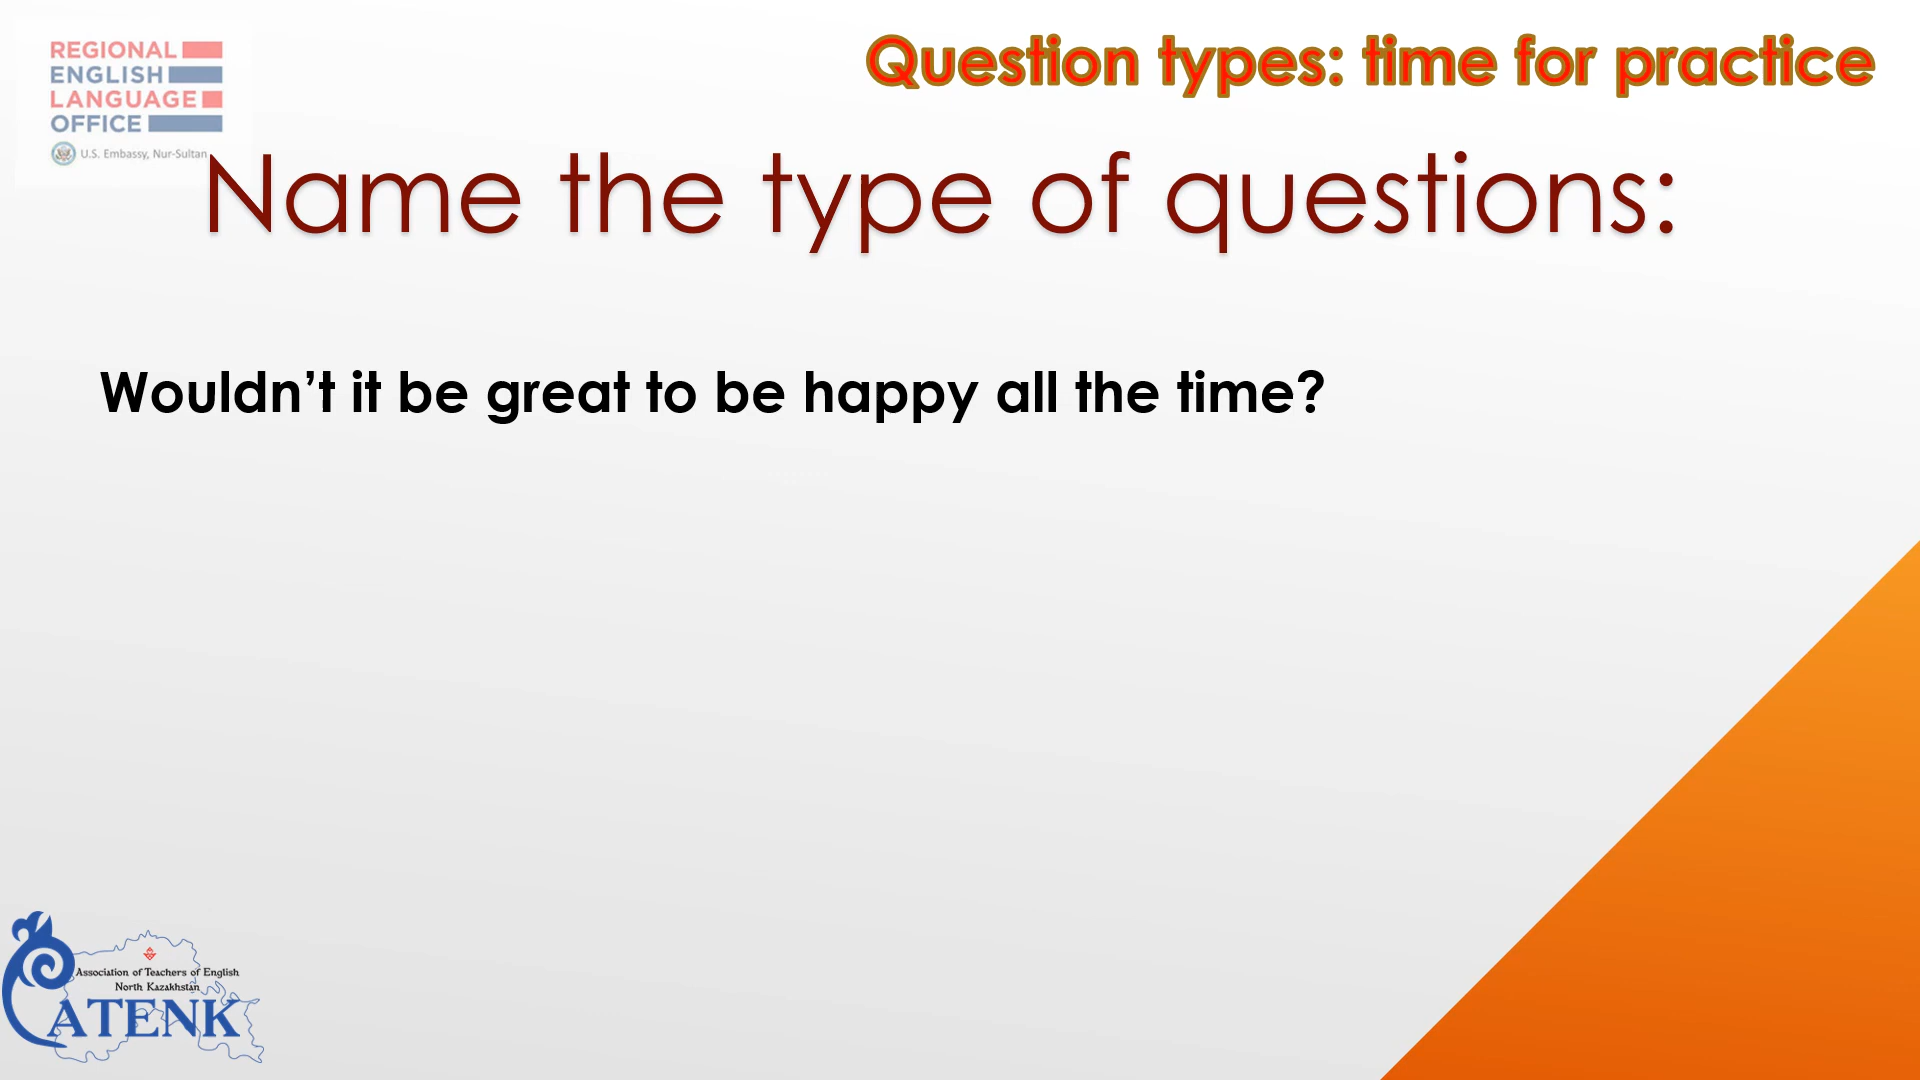 REGIONAL
ENGLISH
LANGUAGE
OFFICE
U.S. Embassy, Nur-Sultan
Question types: time for practice
Name the type of questions:
Wouldn’t it be great to be happy all the time?
Association of Teachers of English
North Kazakhstan
ATENK